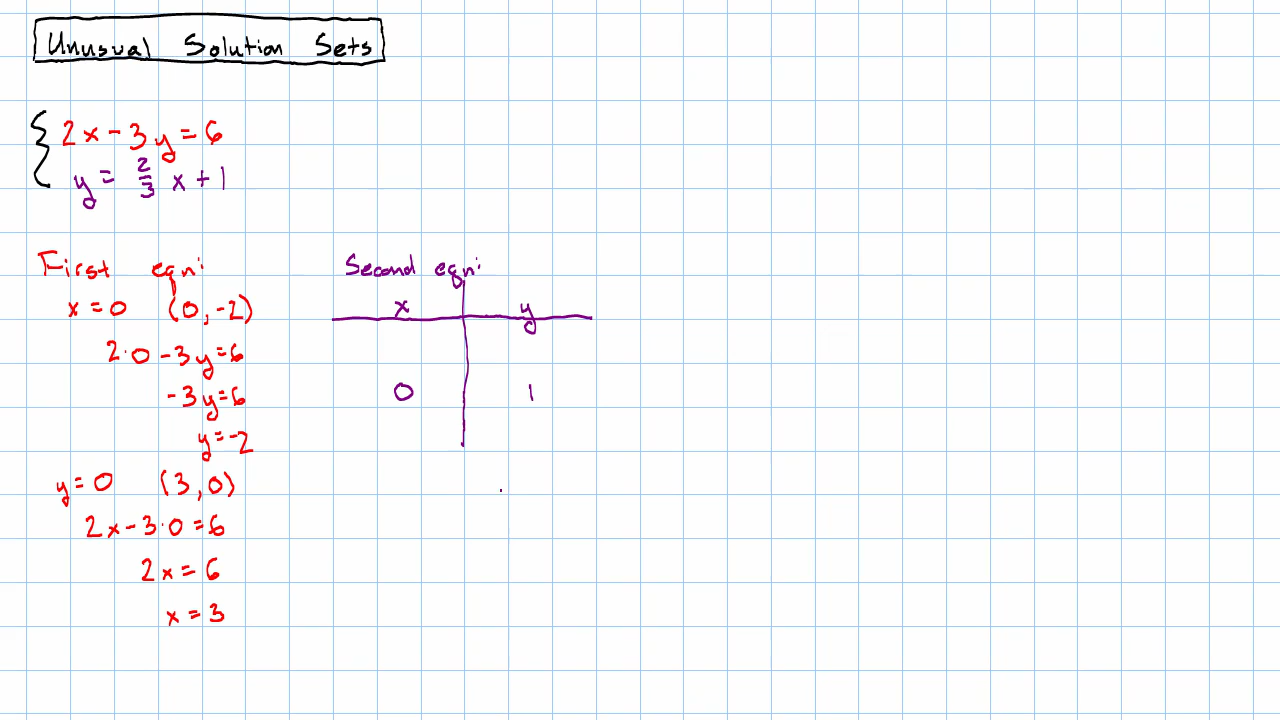 Unusual Solution Sets
2x - 3y = 6
y = 2/3 x + 1
First eqn:
x = 0 (0, -2)
2·0 - 3y = 6
-3y = 6
y = -2
y = 0 (3, 0)
2x - 3·0 = 6
2x = 6
x = 3
Second eqn:
x y
0 1